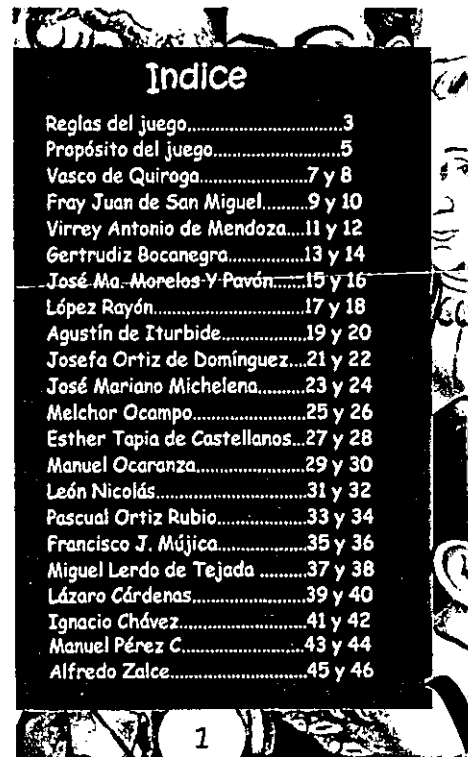 Indice
Reglas del juego..............................3
Propósito del juego.........................5
Vasco de Quiroga.....................7 y 8
Fray Juan de San Miguel.........9 y 10
Virrey Antonio de Mendoza....11 y 12
Gertrudiz Bocanegra...............13 y 14
José Ma. Morelos Y Pavón......15 y 16
López Rayón.............................17 y 18
Agustín de Iturbide.................19 y 20
Josefa Ortiz de Domínguez...21 y 22
José Mariano Michelena.........23 y 24
Melchor Ocampo......................25 y 26
Esther Tapia de Castellanos...27 y 28
Manuel Ocaranza.....................29 y 30
León Nicolás............................31 y 32
Pascual Ortiz Rubio.................33 y 34
Francisco J. Mújica.................35 y 36
Miguel Lerdo de Tejada .........37 y 38
Lázaro Cárdenas......................39 y 40
Ignacio Chávez........................41 y 42
Manuel Pérez C.......................43 y 44
Alfredo Zalce...........................45 y 46
1